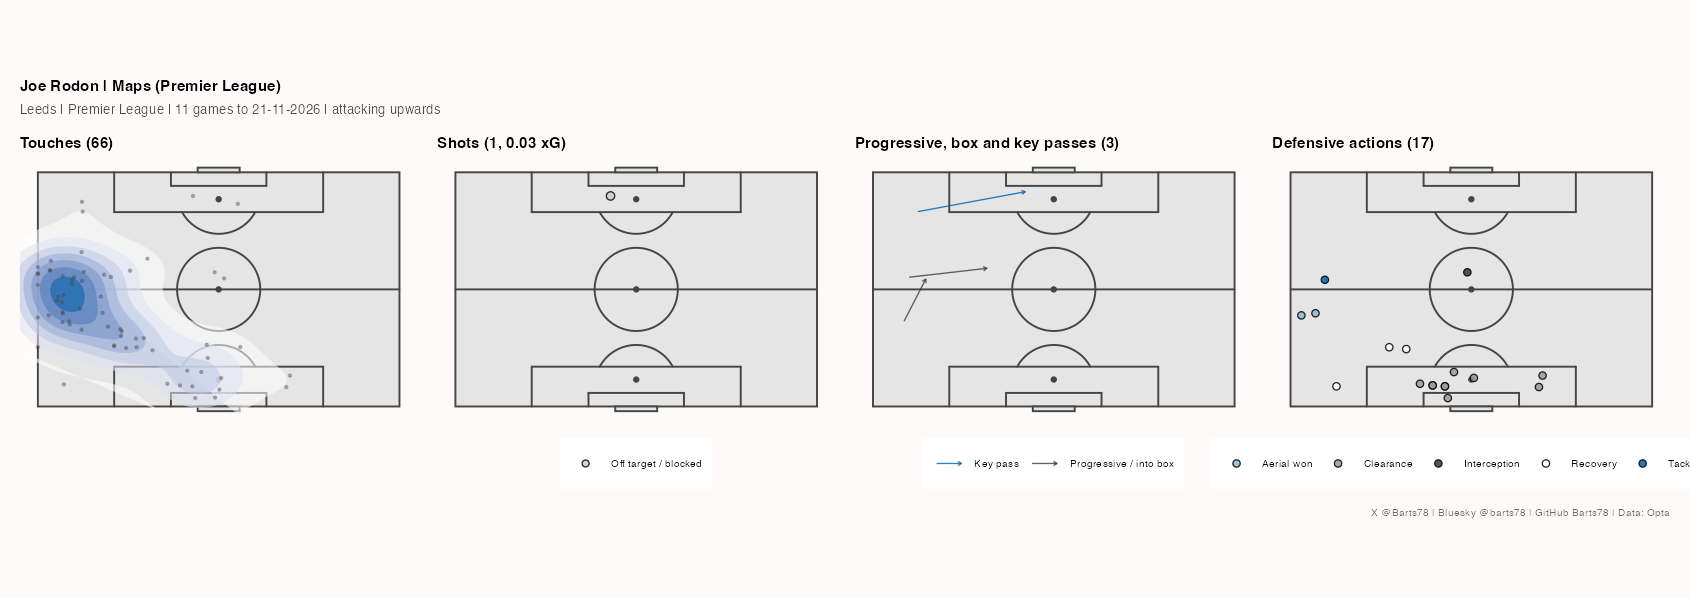 Joe Rodon | Maps (Premier League)
Leeds | Premier League | 11 games to 21-11-2026 | attacking upwards
Touches (66)
Shots (1, 0.03 xG)
Progressive, box and key passes (3)
Defensive actions (17)
Off target / blocked
Key pass
Progressive / into box
Aerial won
Clearance
Interception
Recovery
Tack
X @Barts78 | Bluesky @barts78 | GitHub Barts78 | Data: Opta